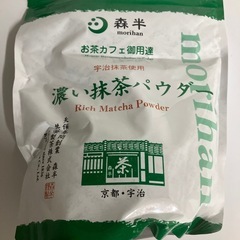 森半
morihan
お茶カフェ御用達
宇治抹茶使用
濃い抹茶パウダー
Rich Matcha Powder
morihan
茶
京都・宇治